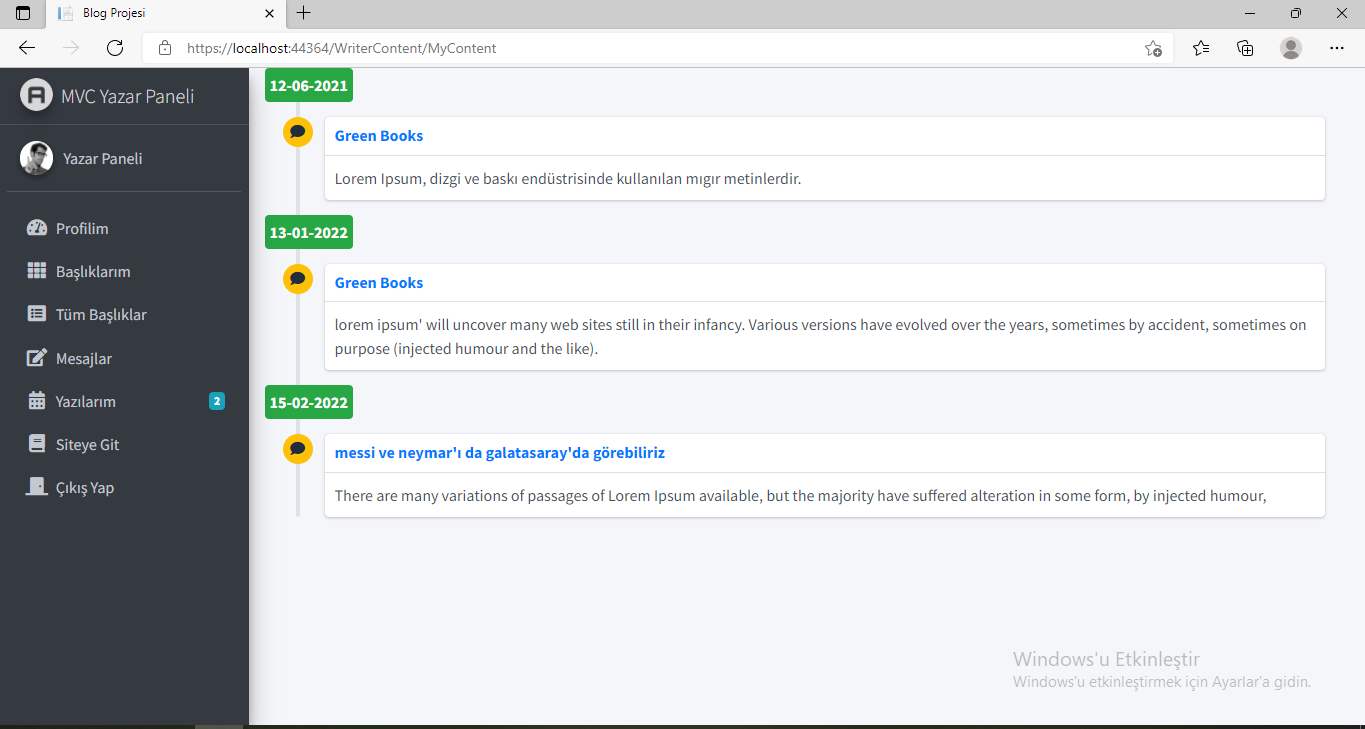 Blog Projesi
https://localhost:44364/WriterContent/MyContent
MVC Yazar Paneli
Yazar Paneli
Profilim
Başlıklarım
Tüm Başlıklar
Mesajlar
Yazılarım 2
Siteye Git
Çıkış Yap
12-06-2021
Green Books
Lorem Ipsum, dizgi ve baskı endüstrisinde kullanılan mıgır metinlerdir.
13-01-2022
Green Books
lorem ipsum' will uncover many web sites still in their infancy. Various versions have evolved over the years, sometimes by accident, sometimes on
purpose (injected humour and the like).
15-02-2022
messi ve neymar'ı da galatasaray'da görebiliriz
There are many variations of passages of Lorem Ipsum available, but the majority have suffered alteration in some form, by injected humour,
Windows'u Etkinleştir
Windows'u etkinleştirmek için Ayarlar'a gidin.